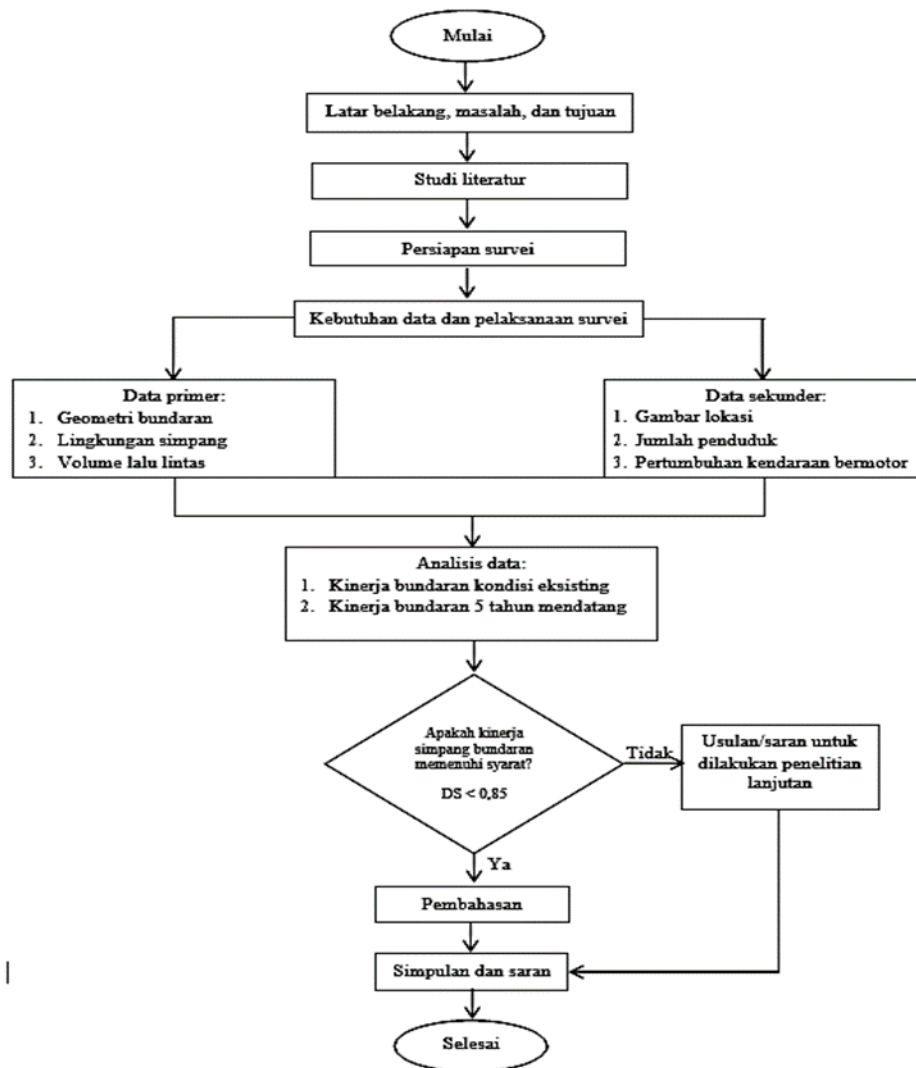 Mulai
Latar belakang, masalah, dan tujuan
Studi literatur
Persiapan survei
Kebutuhan data dan pelaksanaan survei
Data primer:
1. Geometri bundaran
2. Lingkungan simpang
3. Volume lalu lintas
Data sekunder:
1. Gambar lokasi
2. Jumlah penduduk
3. Pertumbuhan kendaraan bermotor
Analisis data:
1. Kinerja bundaran kondisi eksisting
2. Kinerja bundaran 5 tahun mendatang
Apakah kinerja
simpang bundaran
memenuhi syarat?
DS < 0,85
Tidak
Usulan/saran untuk
dilakukan penelitian
lanjutan
Ya
Pembahasan
Simpulan dan saran
Selesai